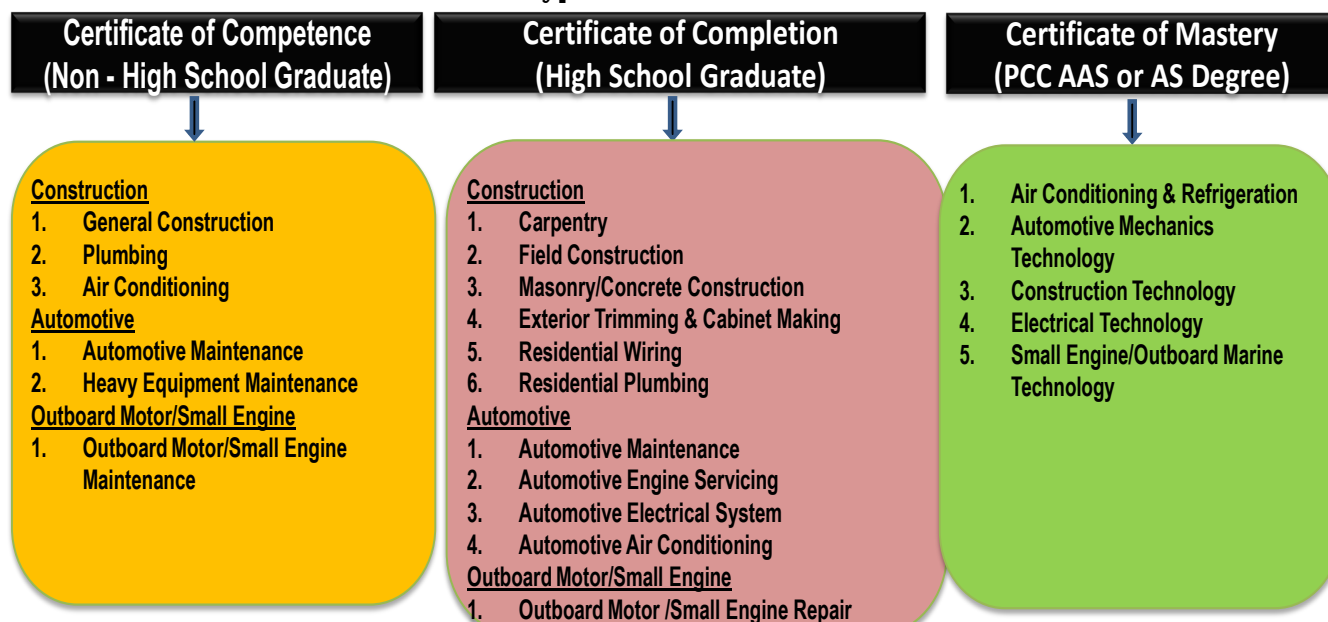 Certificate of Competence
(Non - High School Graduate)
Construction
1. General Construction
2. Plumbing
3. Air Conditioning
Automotive
1. Automotive Maintenance
2. Heavy Equipment Maintenance
Outboard Motor/Small Engine
1. Outboard Motor/Small Engine
Maintenance
Certificate of Completion
(High School Graduate)
Construction
1. Carpentry
2. Field Construction
3. Masonry/Concrete Construction
4. Exterior Trimming & Cabinet Making
5. Residential Wiring
6. Residential Plumbing
Automotive
1. Automotive Maintenance
2. Automotive Engine Servicing
3. Automotive Electrical System
4. Automotive Air Conditioning
Outboard Motor/Small Engine
1. Outboard Motor /Small Engine Repair
Certificate of Mastery
(PCC AAS or AS Degree)
1. Air Conditioning & Refrigeration
2. Automotive Mechanics
Technology
3. Construction Technology
4. Electrical Technology
5. Small Engine/Outboard Marine
Technology